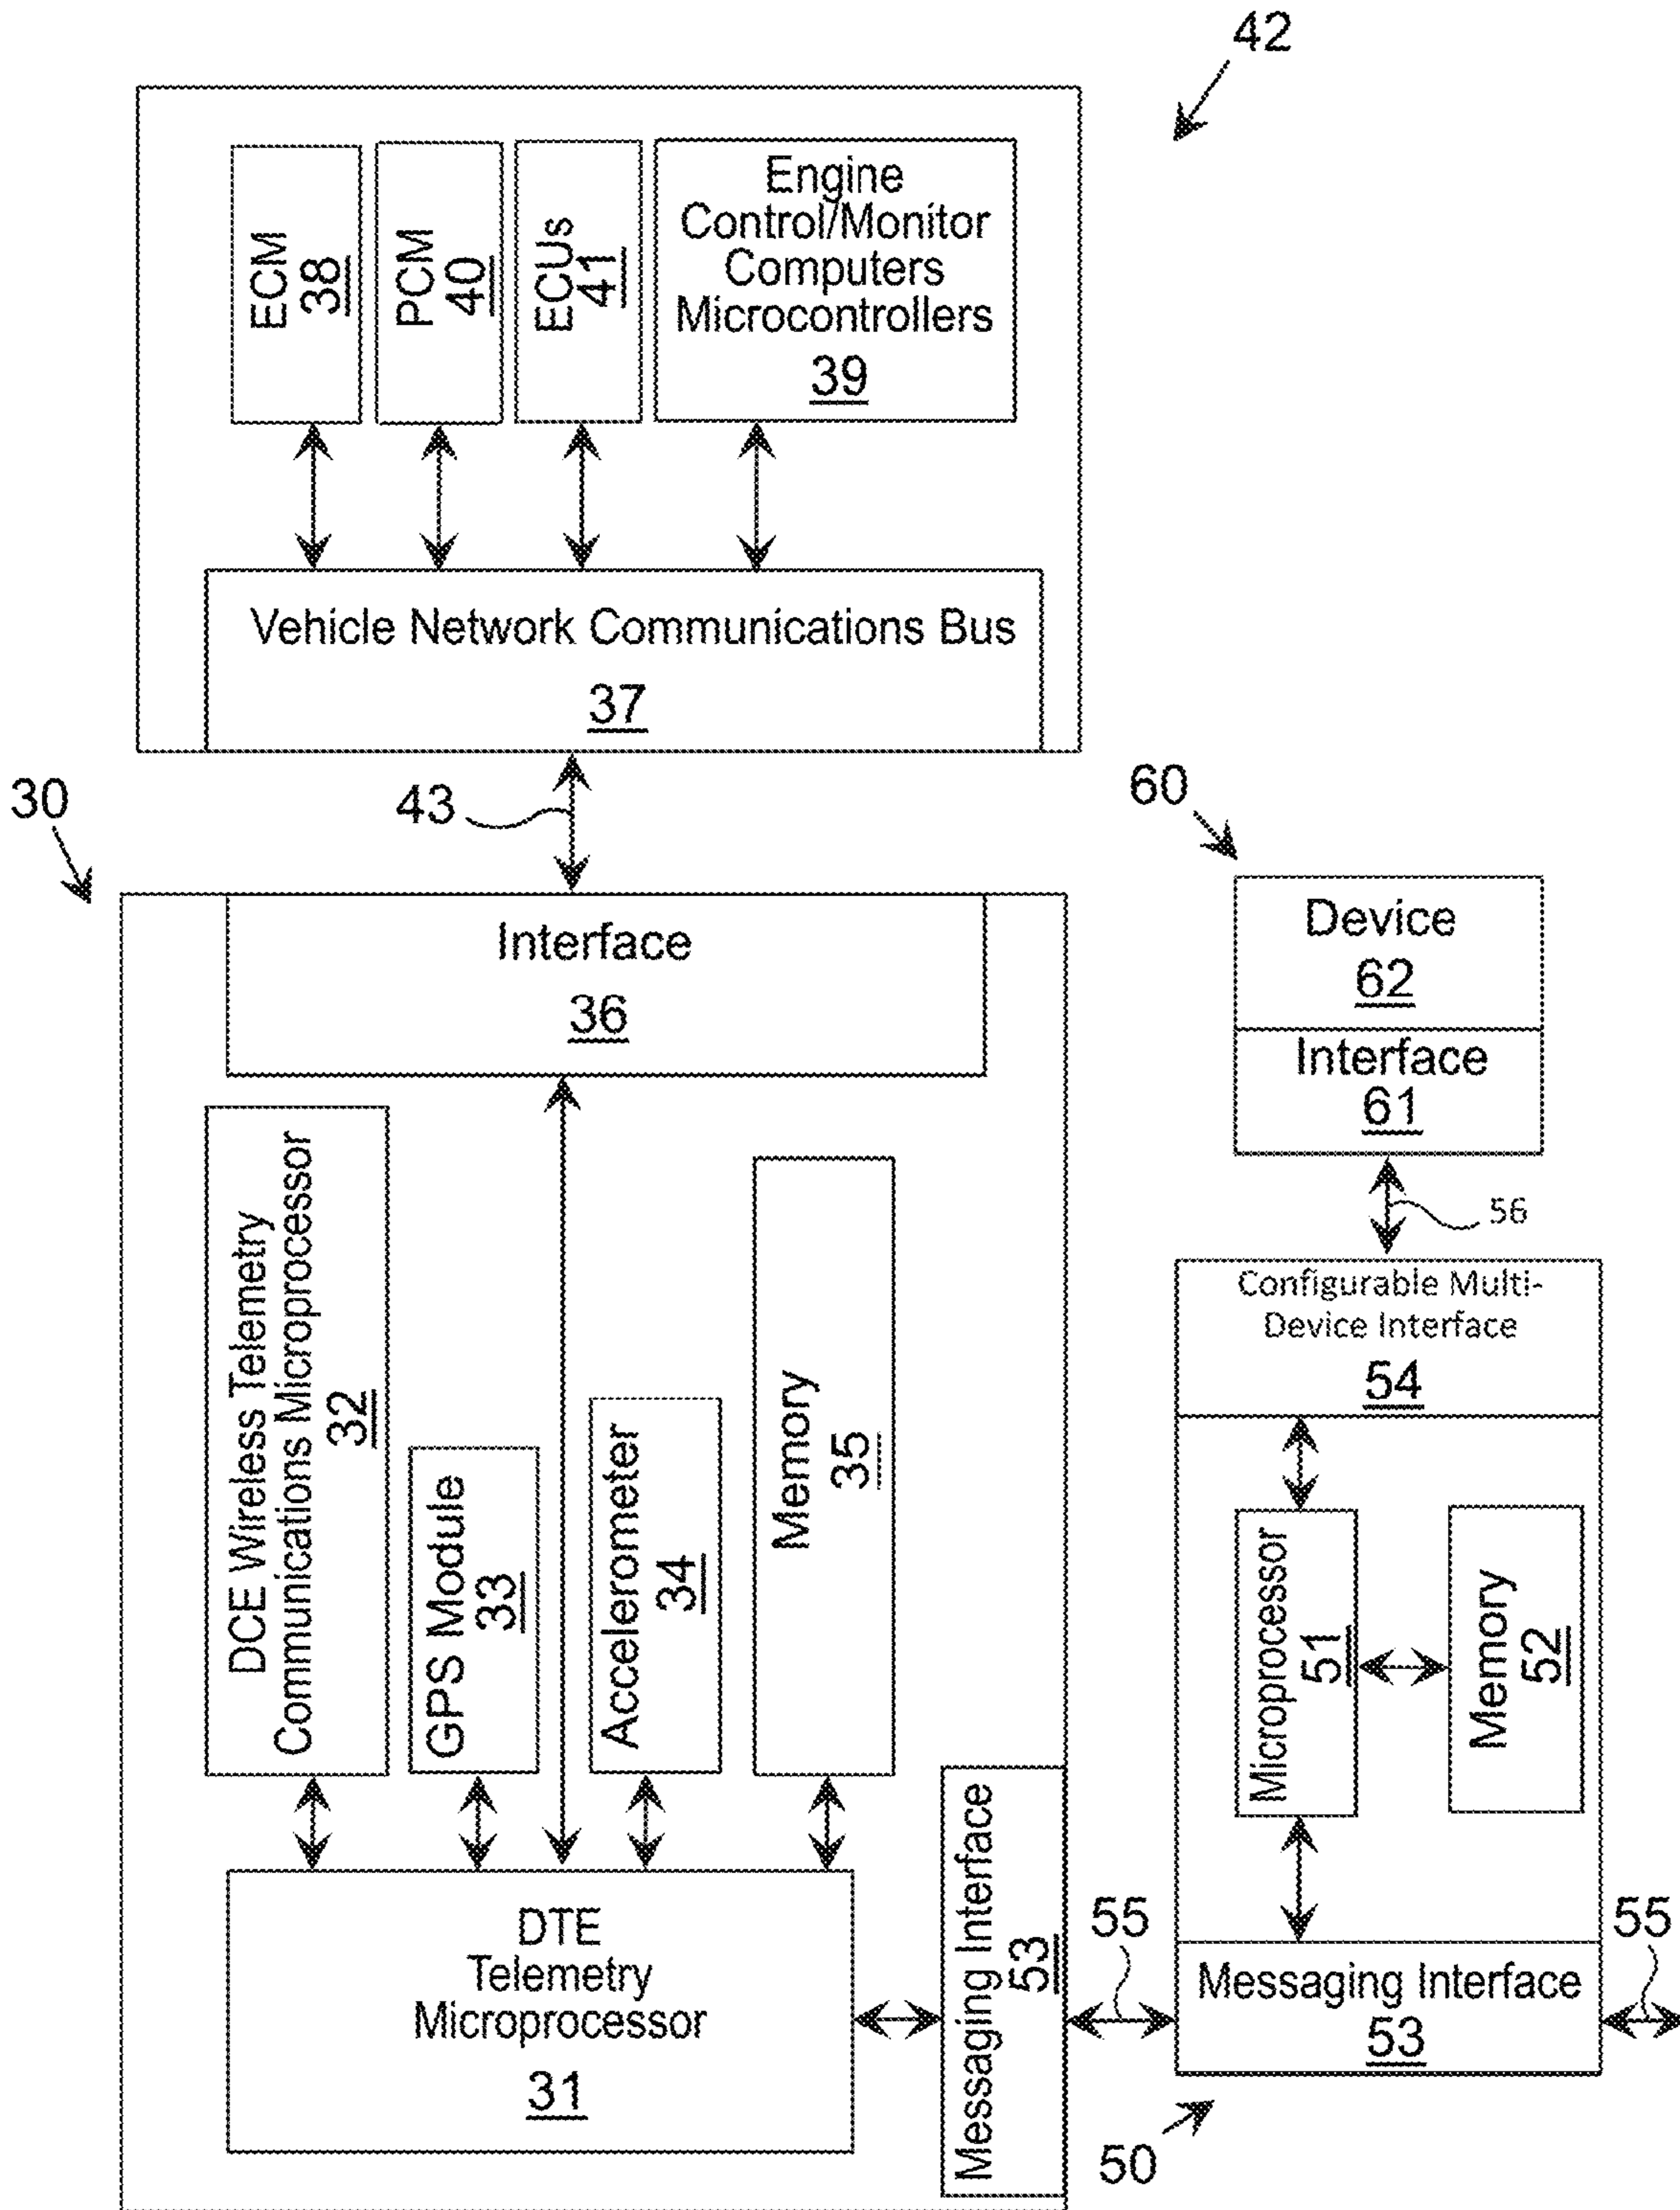 42
ECM
38
PCM
40
ECUs
41
Engine
Control/Monitor
Computers
Microcontrollers
39
Vehicle Network Communications Bus
37
30
43
60
Interface
36
Device
62
Interface
61
56
DCE Wireless Telemetry
Communications Microprocessor
32
GPS Module
33
Accelerometer
34
Memory
35
Configurable Multi-
Device Interface
54
Microprocessor
51
Memory
52
DTE
Telemetry
Microprocessor
31
Messaging Interface
53
55
Messaging Interface
53
55
50